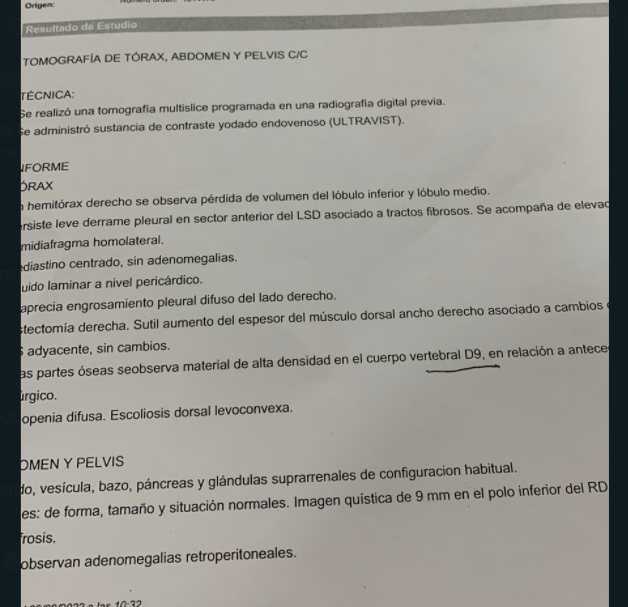 Origen:
Resultado de Estudio
TOMOGRAFÍA DE TÓRAX, ABDOMEN Y PELVIS C/C
TÉCNICA:
Se realizó una tomografía multislice programada en una radiografía digital previa.
Se administró sustancia de contraste yodado endovenoso (ULTRAVIST).
NFORME
ÓRAX
hemitórax derecho se observa pérdida de volumen del lóbulo inferior y lóbulo medio.
rsiste leve derrame pleural en sector anterior del LSD asociado a tractos fibrosos. Se acompaña de elevac
midiafragma homolateral.
diastino centrado, sin adenomegalias.
uido laminar a nivel pericárdico.
aprecia engrosamiento pleural difuso del lado derecho.
stectomía derecha. Sutil aumento del espesor del músculo dorsal ancho derecho asociado a cambios
adyacente, sin cambios.
as partes óseas seobserva material de alta densidad en el cuerpo vertebral D9, en relación a antece
úrgico.
openia difusa. Escoliosis dorsal levoconvexa.
OMEN Y PELVIS
do, vesícula, bazo, páncreas y glándulas suprarrenales de configuracion habitual.
es: de forma, tamaño y situación normales. Imagen quistica de 9 mm en el polo inferior del RD
frosis.
observan adenomegalias retroperitoneales.
a las 10:32